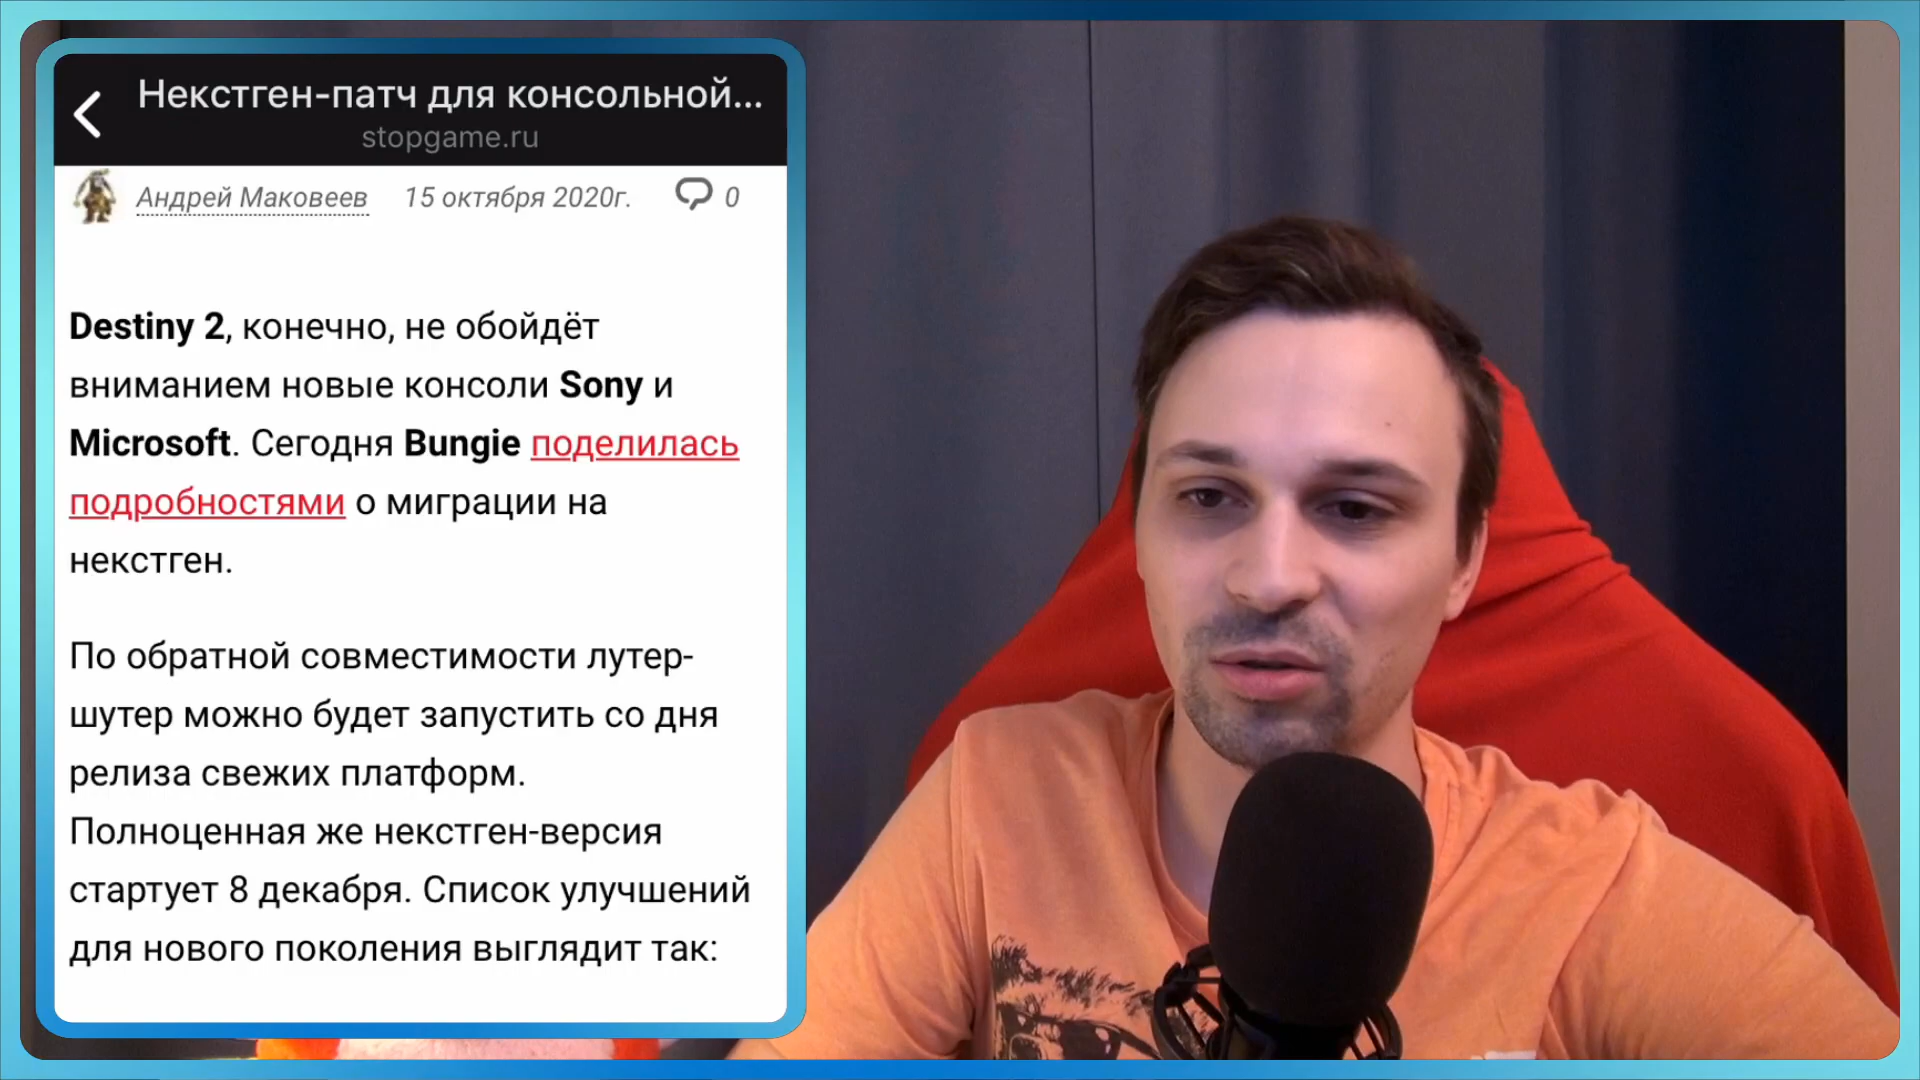 Некстген-патч для консольной...
stopgame.ru
Андрей Маковеев 15 октября 2020г. 0
Destiny 2, конечно, не обойдёт
вниманием новые консоли Sony и
Microsoft. Сегодня Bungie поделилась
подробностями о миграции на
некстген.
По обратной совместимости лутер-
шутер можно будет запустить со дня
релиза свежих платформ.
Полноценная же некстген-версия
стартует 8 декабря. Список улучшений
для нового поколения выглядит так: